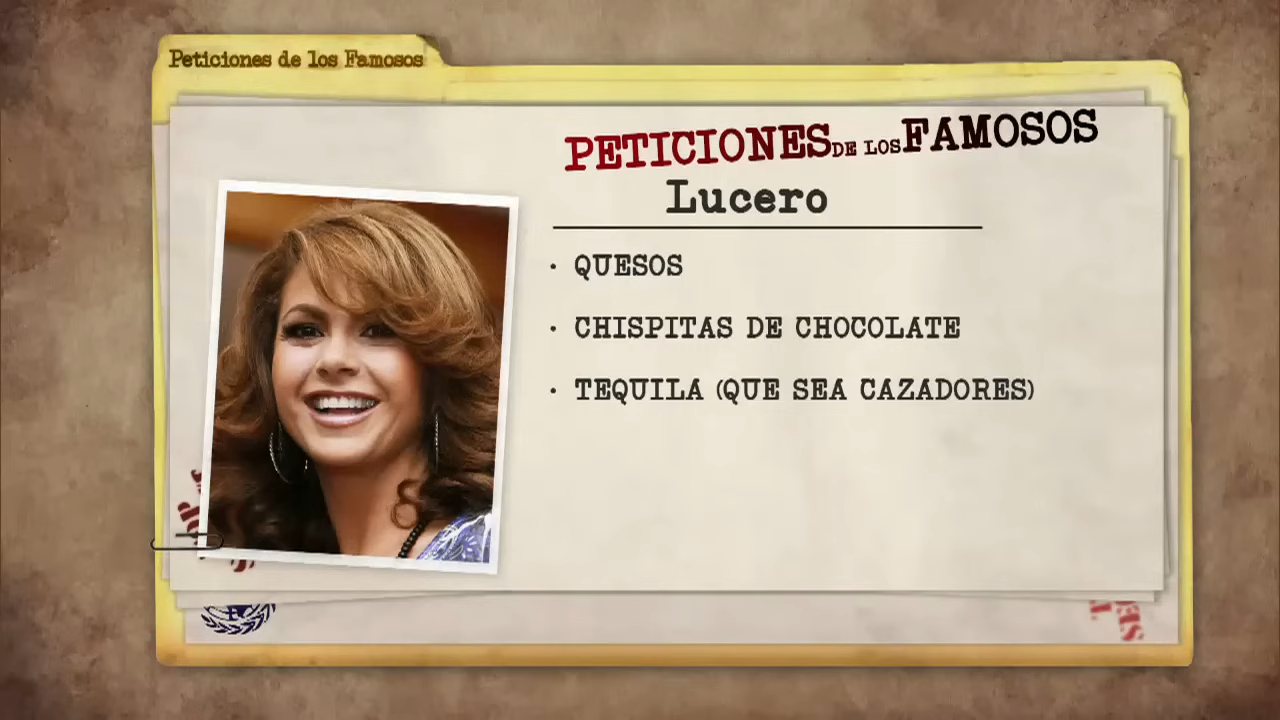 Peticiones de los Famosos
PETICIONES DE LOS FAMOSOS
Lucero
• QUESOS
• CHISPITAS DE CHOCOLATE
• TEQUILA (QUE SEA CAZADORES)